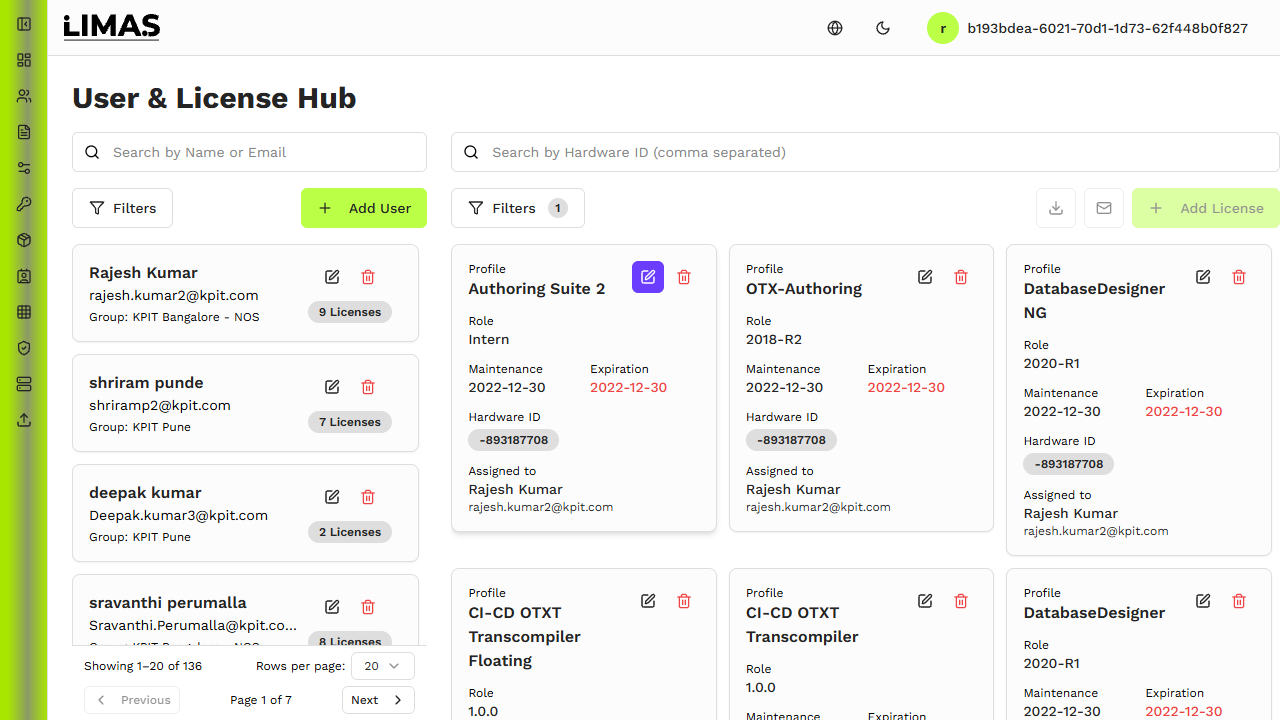 LIMAS
r
b193bdea-6021-70d1-1d73-62f448b0f827
User & License Hub
Search by Name or Email
Filters
Add User
Rajesh Kumar
rajesh.kumar2@kpit.com
Group: KPIT Bangalore - NOS
9 Licenses
shriram punde
shriramp2@kpit.com
Group: KPIT Pune
7 Licenses
deepak kumar
Deepak.kumar3@kpit.com
Group: KPIT Pune
2 Licenses
sravanthi perumalla
Sravanthi.Perumalla@kpit.co...
Group: KPIT Bangalore - NOS
8 Licenses
Showing 1–20 of 136
Rows per page:
20
Previous
Page 1 of 7
Next
Search by Hardware ID (comma separated)
Filters 1
Add License
Profile
Authoring Suite 2
Role
Intern
Maintenance Expiration
2022-12-30 2022-12-30
Hardware ID
-893187708
Assigned to
Rajesh Kumar
rajesh.kumar2@kpit.com
Profile
OTX-Authoring
Role
2018-R2
Maintenance Expiration
2022-12-30 2022-12-30
Hardware ID
-893187708
Assigned to
Rajesh Kumar
rajesh.kumar2@kpit.com
Profile
DatabaseDesigner
NG
Role
2020-R1
Maintenance Expiration
2022-12-30 2022-12-30
Hardware ID
-893187708
Assigned to
Rajesh Kumar
rajesh.kumar2@kpit.com
Profile
CI-CD OTXT
Transcompiler
Floating
Role
1.0.0
Profile
CI-CD OTXT
Transcompiler
Role
1.0.0
Maintenance Expiration
Profile
DatabaseDesigner
Role
2020-R1
Maintenance Expiration
2022-12-30 2022-12-30